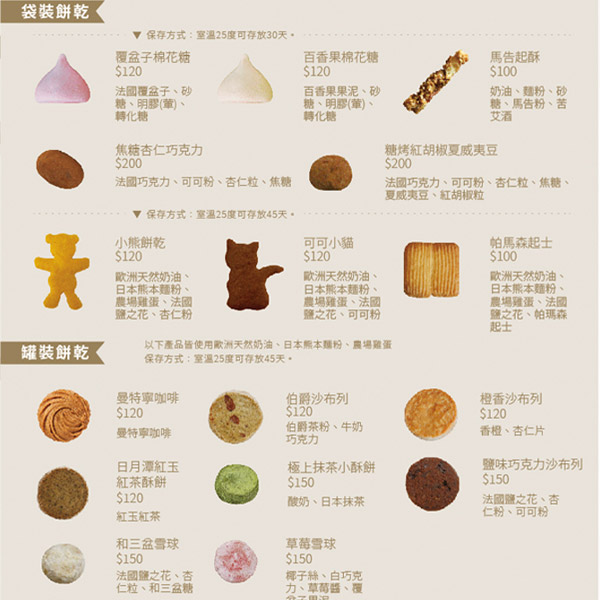 袋裝餅乾
▼ 保存方式：室溫25度可存放30天。
覆盆子棉花糖
$120
法國覆盆子、砂
糖、明膠(葷)、
轉化糖
百香果棉花糖
$120
百香果果泥、砂
糖、明膠(葷)、
轉化糖
馬告起酥
$100
奶油、麵粉、砂
糖、馬告粉、苦
艾酒
焦糖杏仁巧克力
$200
法國巧克力、可可粉、杏仁粒、焦糖
糖烤紅胡椒夏威夷豆
$200
法國巧克力、可可粉、杏仁粒、焦糖、
夏威夷豆、紅胡椒粒
▼ 保存方式：室溫25度可存放45天。
小熊餅乾
$120
歐洲天然奶油、
日本熊本麵粉、
農場雞蛋、法國
鹽之花、杏仁粉
可可小貓
$120
歐洲天然奶油、
日本熊本麵粉、
農場雞蛋、法國
鹽之花、可可粉
帕馬森起士
$100
歐洲天然奶油、
日本熊本麵粉、
農場雞蛋、法國
鹽之花、帕瑪森
起士
罐裝餅乾
以下產品皆使用歐洲天然奶油、日本熊本麵粉、農場雞蛋
保存方式：室溫25度可存放45天。
曼特寧咖啡
$120
曼特寧咖啡
伯爵沙布列
$120
伯爵茶粉、牛奶
巧克力
橙香沙布列
$120
香橙、杏仁片
日月潭紅玉
紅茶酥餅
$120
紅玉紅茶
極上抹茶小酥餅
$150
酸奶、日本抹茶
鹽味巧克力沙布列
$150
法國鹽之花、杏
仁粉、可可粉
和三盆雪球
$150
法國鹽之花、杏
仁粒、和三盆糖
草莓雪球
$150
椰子絲、白巧克
力、草莓醬、覆
盆子果泥